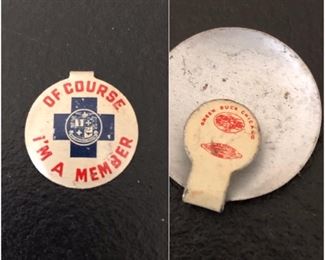 OF COURSE
I'M A MEMBER
GREEN DUCK CHICAGO